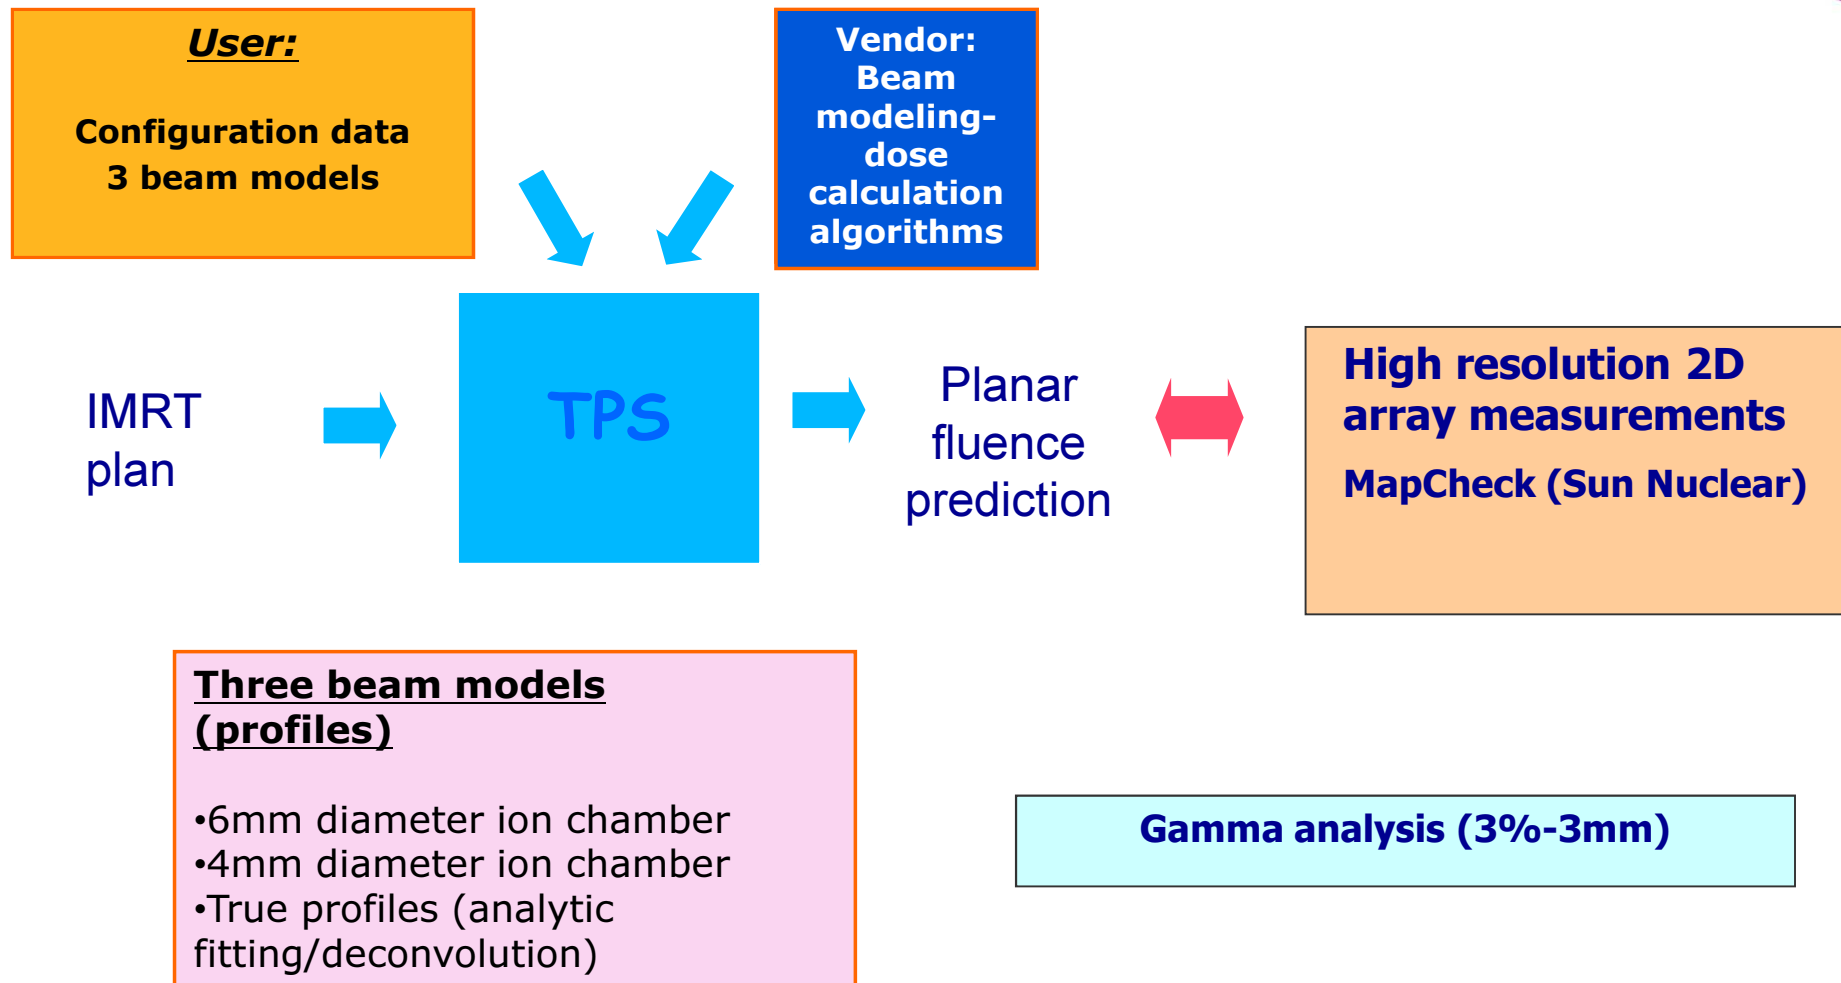 User:
Configuration data
3 beam models
Vendor:
Beam
modeling-
dose
calculation
algorithms
IMRT
plan
TPS
Planar
fluence
prediction
High resolution 2D
array measurements
MapCheck (Sun Nuclear)
Three beam models
(profiles)
•6mm diameter ion chamber
•4mm diameter ion chamber
•True profiles (analytic
fitting/deconvolution)
Gamma analysis (3%-3mm)